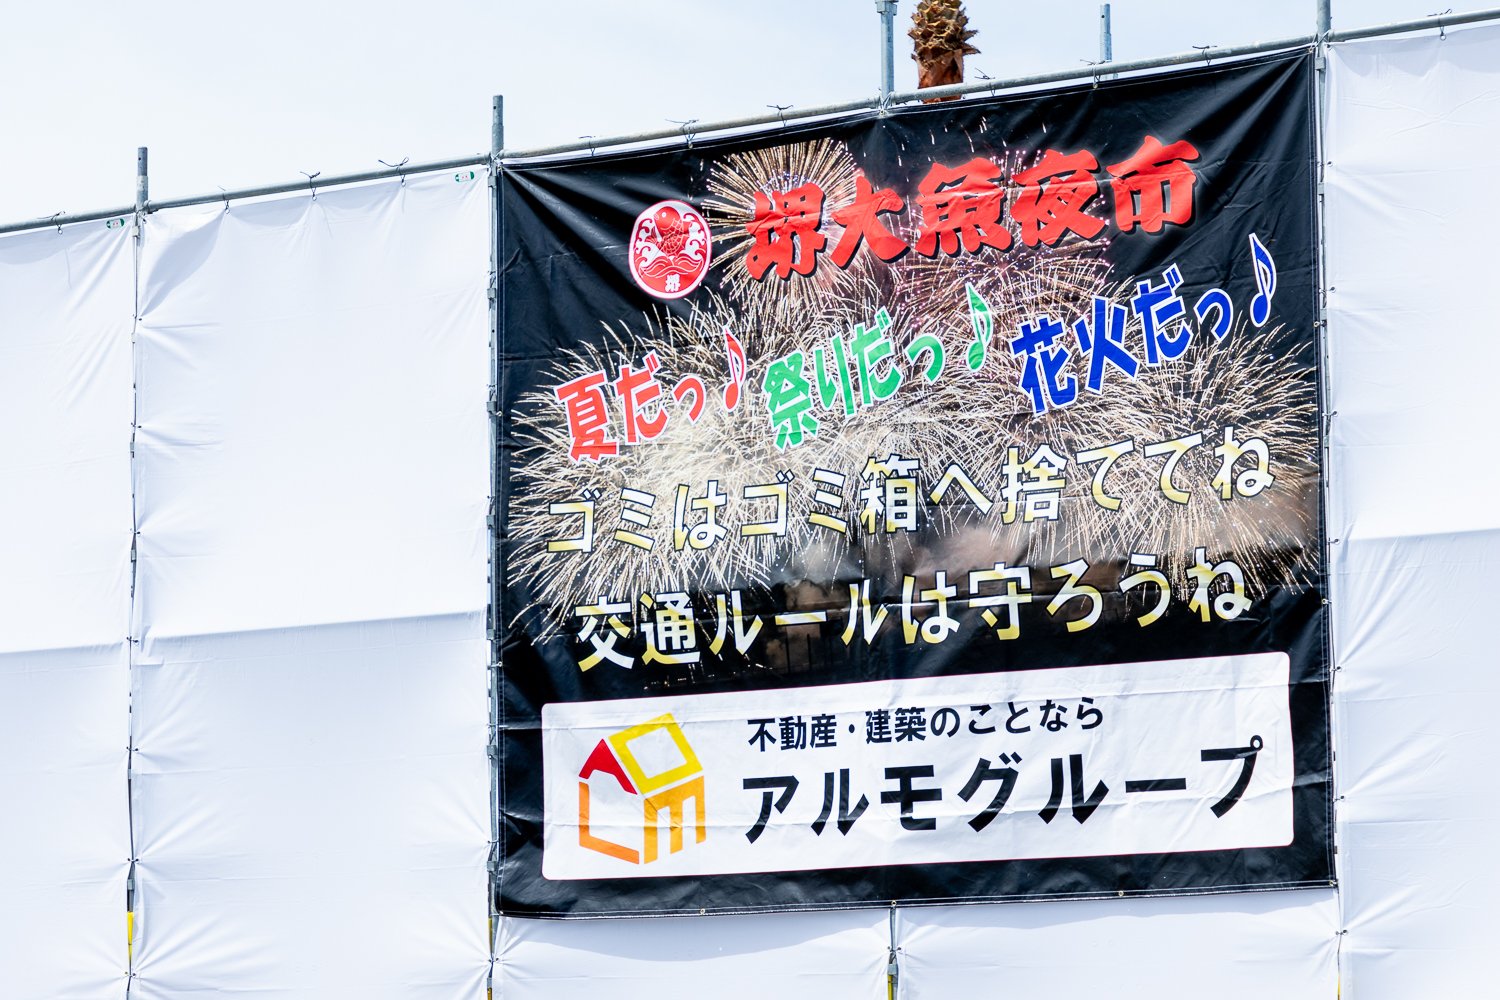 堺大魚夜市
堺
夏だっ♪ 祭りだっ♪ 花火だっ♪
ゴミはゴミ箱へ捨ててね
交通ルールは守ろうね
不動産・建築のことなら
アルモグループ